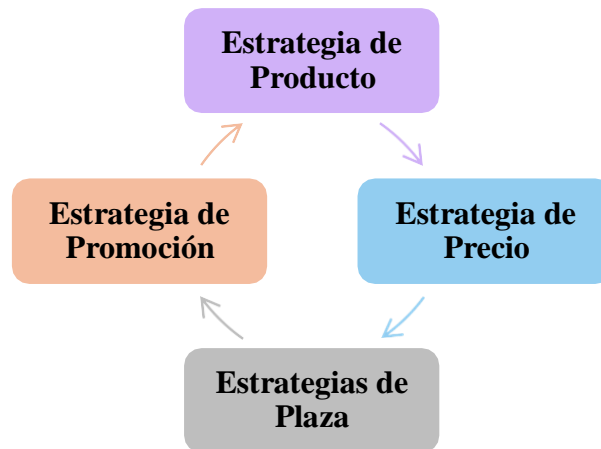 Estrategia de
Producto
Estrategia de
Promoción
Estrategia de
Precio
Estrategias de
Plaza